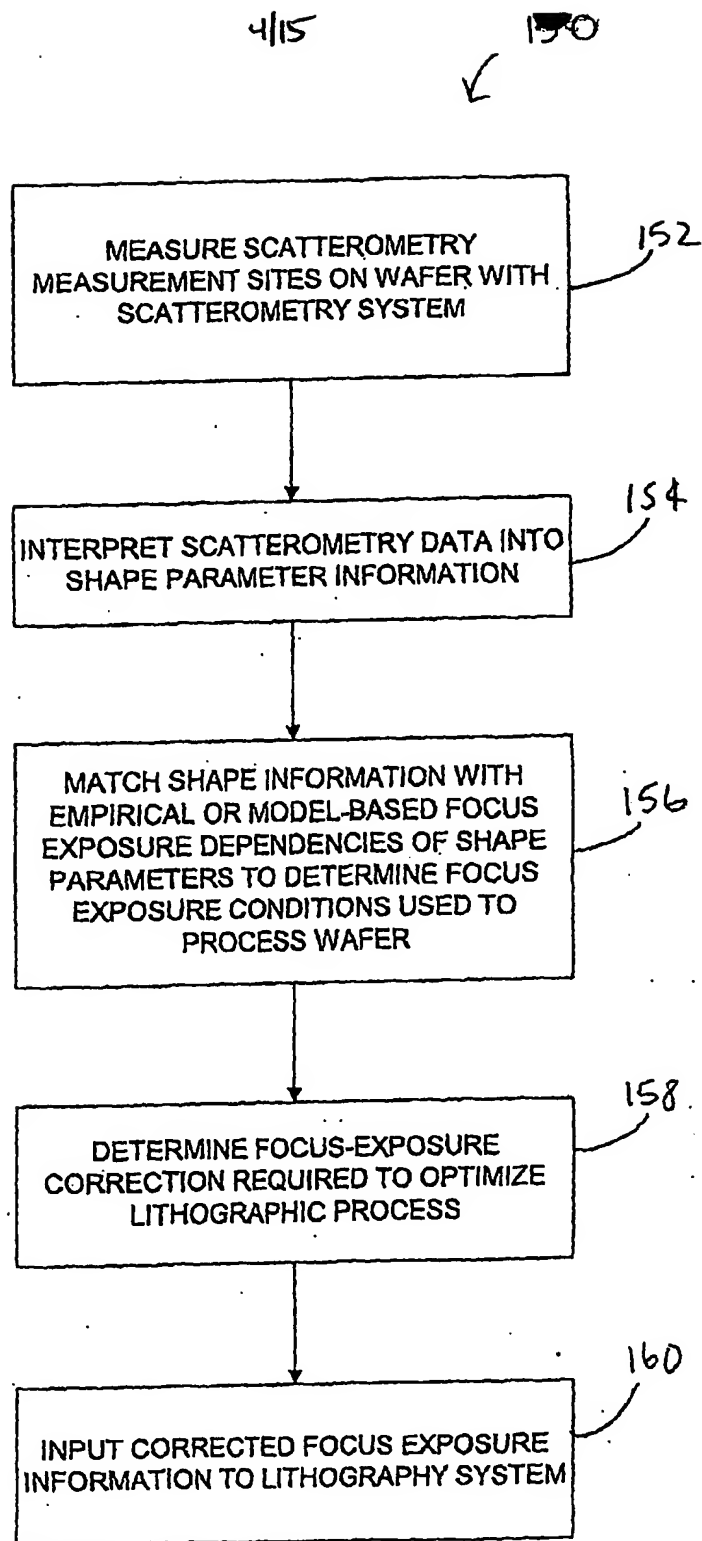 4/15
150
MEASURE SCATTEROMETRY
MEASUREMENT SITES ON WAFER WITH
SCATTEROMETRY SYSTEM
152
INTERPRET SCATTEROMETRY DATA INTO
SHAPE PARAMETER INFORMATION
154
MATCH SHAPE INFORMATION WITH
EMPIRICAL OR MODEL-BASED FOCUS
EXPOSURE DEPENDENCIES OF SHAPE
PARAMETERS TO DETERMINE FOCUS
EXPOSURE CONDITIONS USED TO
PROCESS WAFER
156
DETERMINE FOCUS-EXPOSURE
CORRECTION REQUIRED TO OPTIMIZE
LITHOGRAPHIC PROCESS
158
INPUT CORRECTED FOCUS EXPOSURE
INFORMATION TO LITHOGRAPHY SYSTEM
160